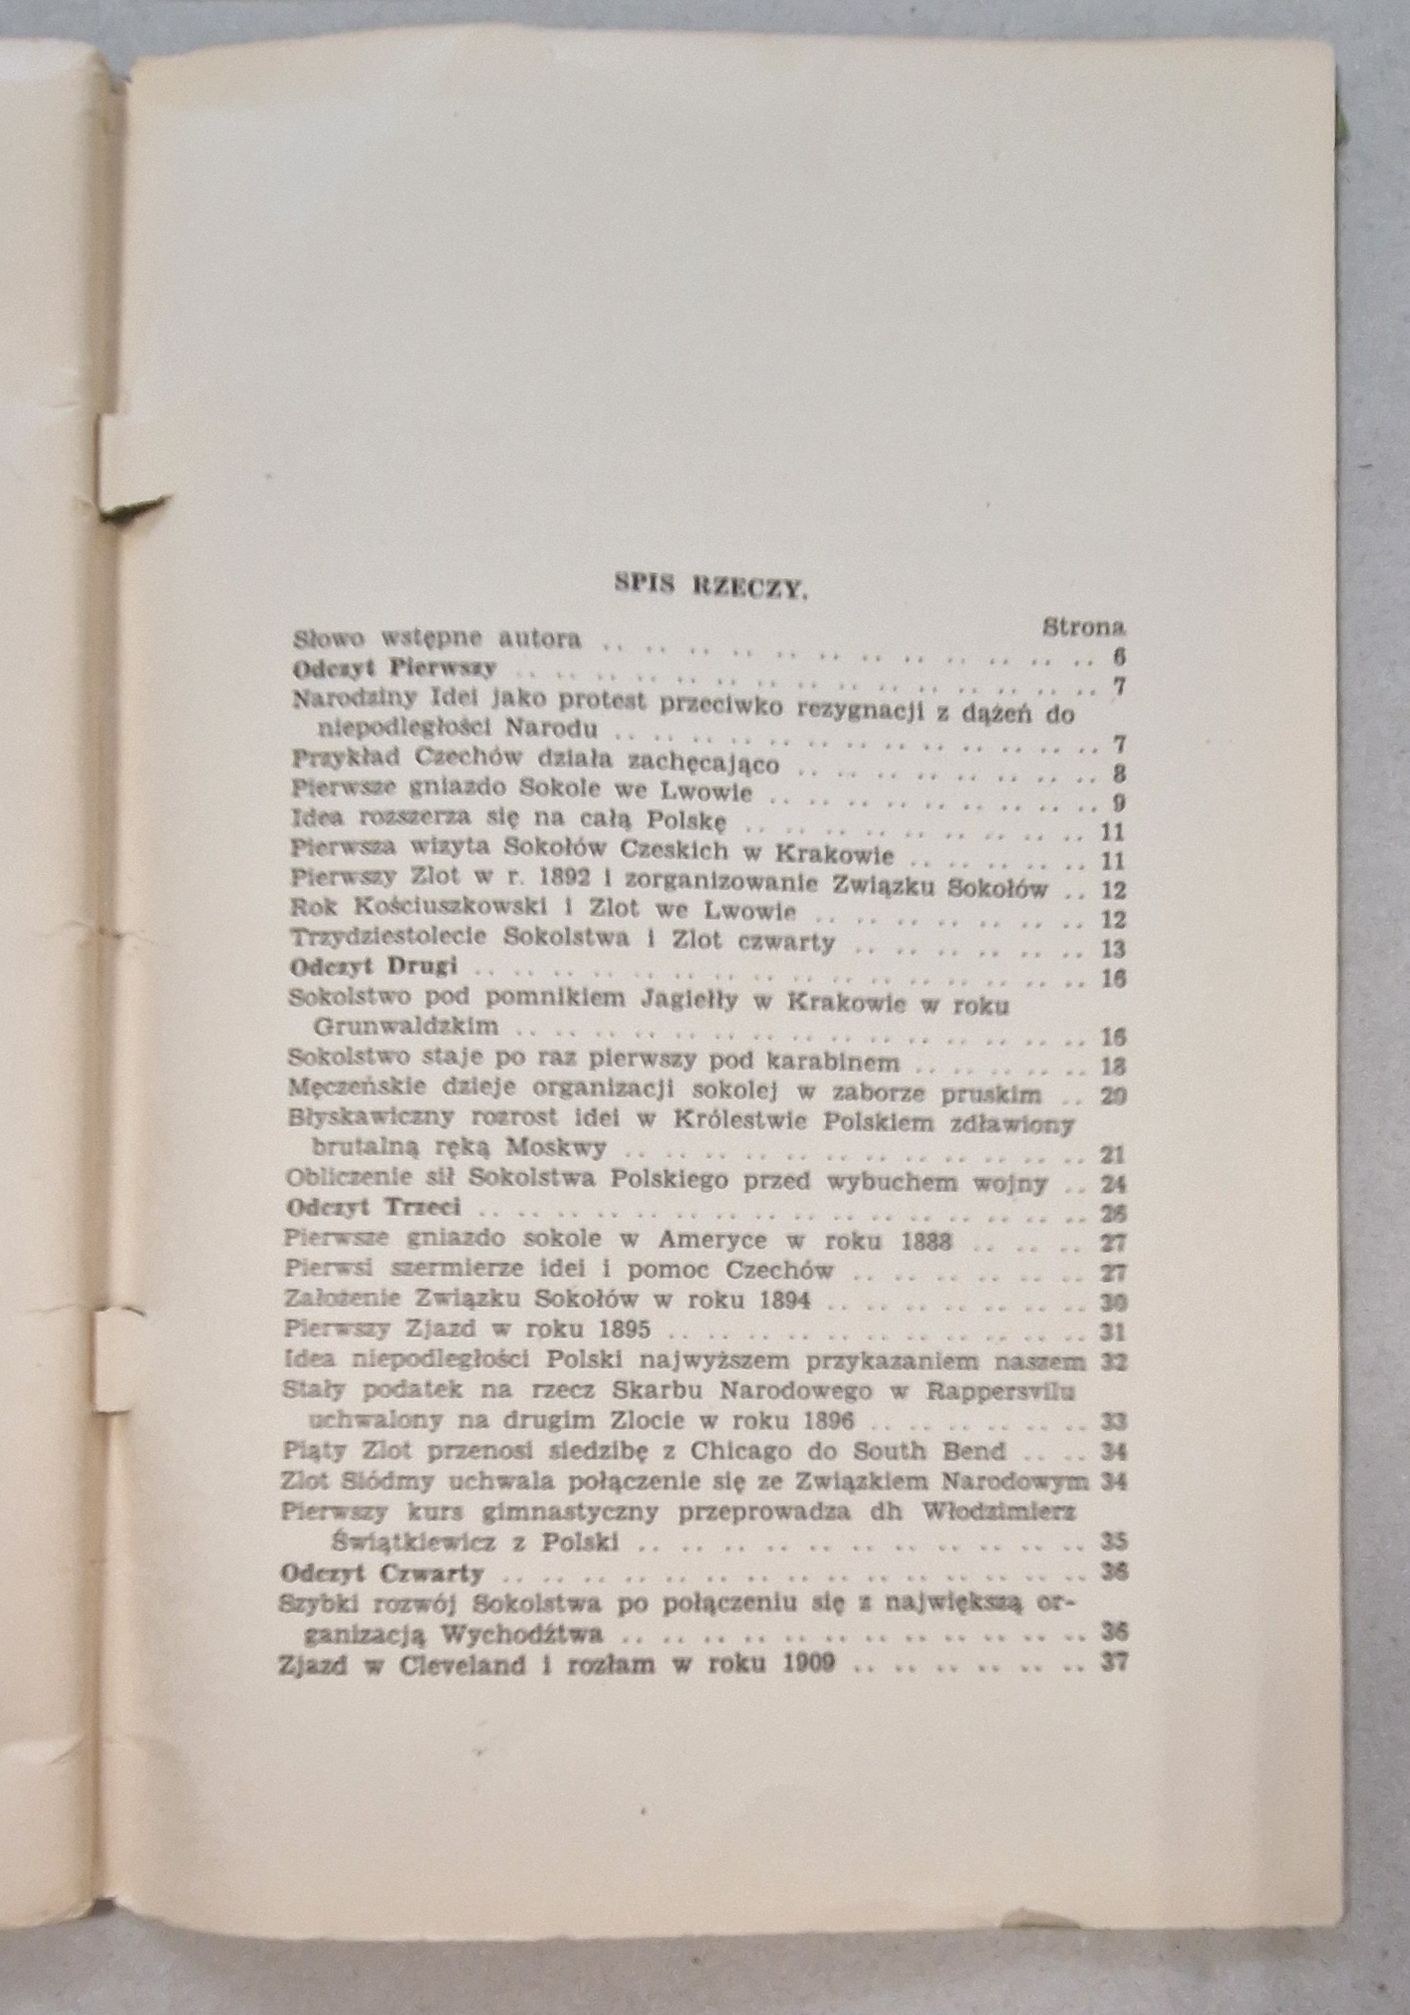 SPIS RZECZY.
Strona
Słowo wstępne autora .. .. .. .. .. .. .. .. .. .. .. .. 6
Odczyt Pierwszy .. .. .. .. .. .. .. .. .. .. .. .. .. .. .. 7
Narodziny Idei jako protest przeciwko rezygnacji z dążeń do
niepodległości Narodu .. .. .. .. .. .. .. .. .. .. .. .. .. 7
Przykład Czechów działa zachęcająco .. .. .. .. .. .. .. .. 8
Pierwsze gniazdo Sokole we Lwowie .. .. .. .. .. .. .. .. .. 9
Idea rozszerza się na całą Polskę .. .. .. .. .. .. .. .. .. 11
Pierwsza wizyta Sokołów Czeskich w Krakowie .. .. .. .. .. 11
Pierwszy Zlot w r. 1892 i zorganizowanie Związku Sokołów .. 12
Rok Kościuszkowski i Zlot we Lwowie .. .. .. .. .. .. .. 12
Trzydziestolecie Sokolstwa i Zlot czwarty .. .. .. .. .. .. 13
Odczyt Drugi .. .. .. .. .. .. .. .. .. .. .. .. .. .. .. .. 16
Sokolstwo pod pomnikiem Jagiełły w Krakowie w roku
Grunwaldzkim .. .. .. .. .. .. .. .. .. .. .. .. .. .. .. 16
Sokolstwo staje po raz pierwszy pod karabinem .. .. .. .. .. 18
Męczeńskie dzieje organizacji sokolej w zaborze pruskim .. 20
Błyskawiczny rozrost idei w Królestwie Polskiem zdławiony
brutalną ręką Moskwy .. .. .. .. .. .. .. .. .. .. .. .. 21
Obliczenie sił Sokolstwa Polskiego przed wybuchem wojny .. 24
Odczyt Trzeci .. .. .. .. .. .. .. .. .. .. .. .. .. .. .. 26
Pierwsze gniazdo sokole w Ameryce w roku 1888 .. .. .. 27
Pierwsi szermierze idei i pomoc Czechów .. .. .. .. .. .. 27
Założenie Związku Sokołów w roku 1894 .. .. .. .. .. .. .. 30
Pierwszy Zjazd w roku 1895 .. .. .. .. .. .. .. .. .. .. .. 31
Idea niepodległości Polski najwyższem przykazaniem naszem 32
Stały podatek na rzecz Skarbu Narodowego w Rappersvilu
uchwalony na drugim Zlocie w roku 1896 .. .. .. .. .. .. 33
Piąty Zlot przenosi siedzibę z Chicago do South Bend .. .. 34
Zlot Siódmy uchwala połączenie się ze Związkiem Narodowym 34
Pierwszy kurs gimnastyczny przeprowadza dh Włodzimierz
Świątkiewicz z Polski .. .. .. .. .. .. .. .. .. .. .. 35
Odczyt Czwarty .. .. .. .. .. .. .. .. .. .. .. .. .. .. .. 36
Szybki rozwój Sokolstwa po połączeniu się z największą or-
ganizacją Wychodźtwa .. .. .. .. .. .. .. .. .. .. .. .. 36
Zjazd w Cleveland i rozłam w roku 1909 .. .. .. .. .. .. 37